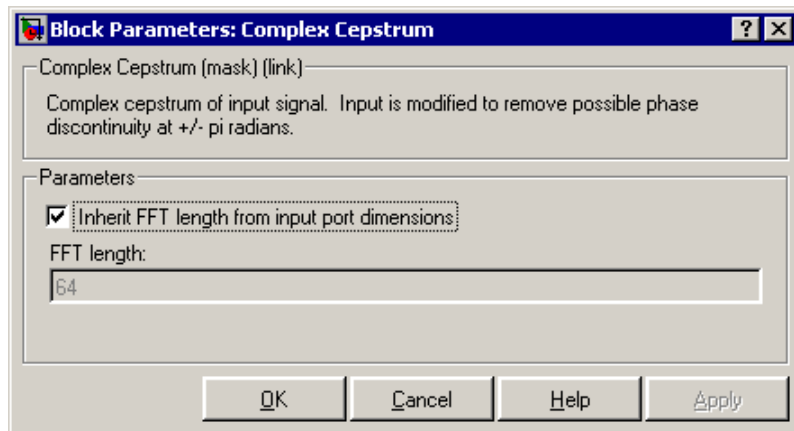 Block Parameters: Complex Cepstrum
Complex Cepstrum (mask) (link)
Complex cepstrum of input signal. Input is modified to remove possible phase
discontinuity at +/- pi radians.
Parameters
Inherit FFT length from input port dimensions
FFT length:
64
OK Cancel Help Apply